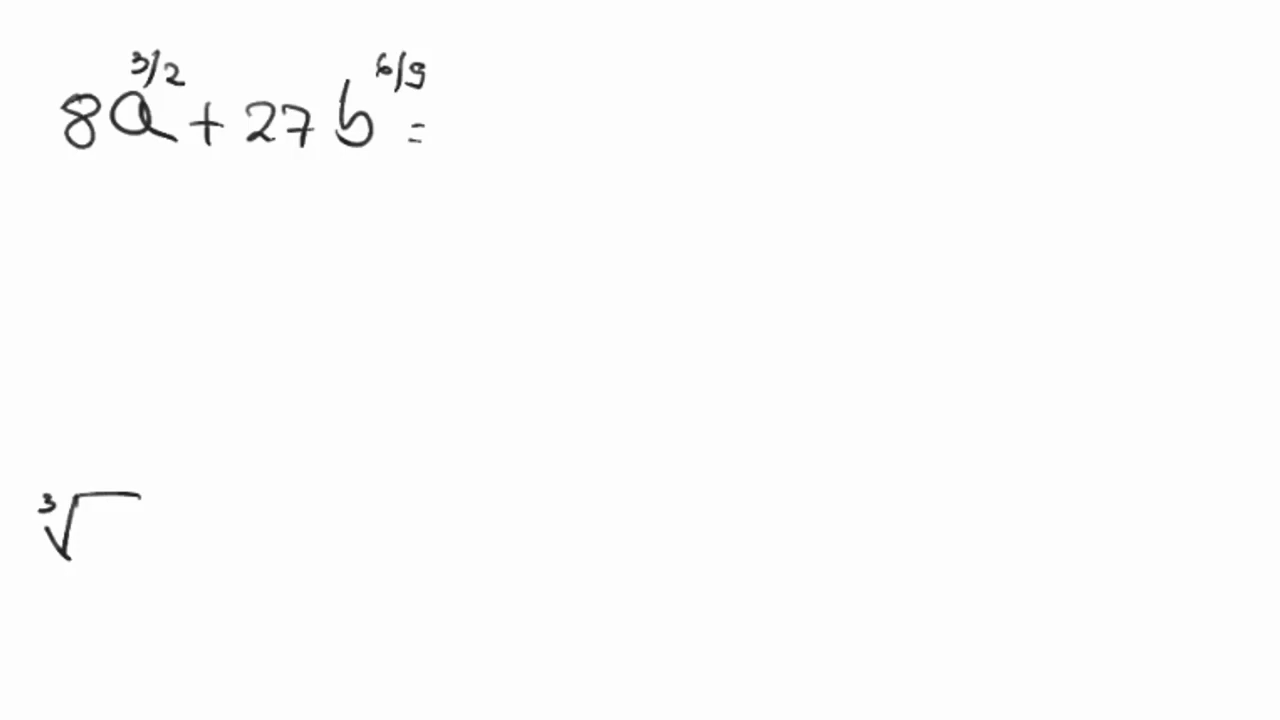 8a^{3/2} + 27b^{6/9} =
∛